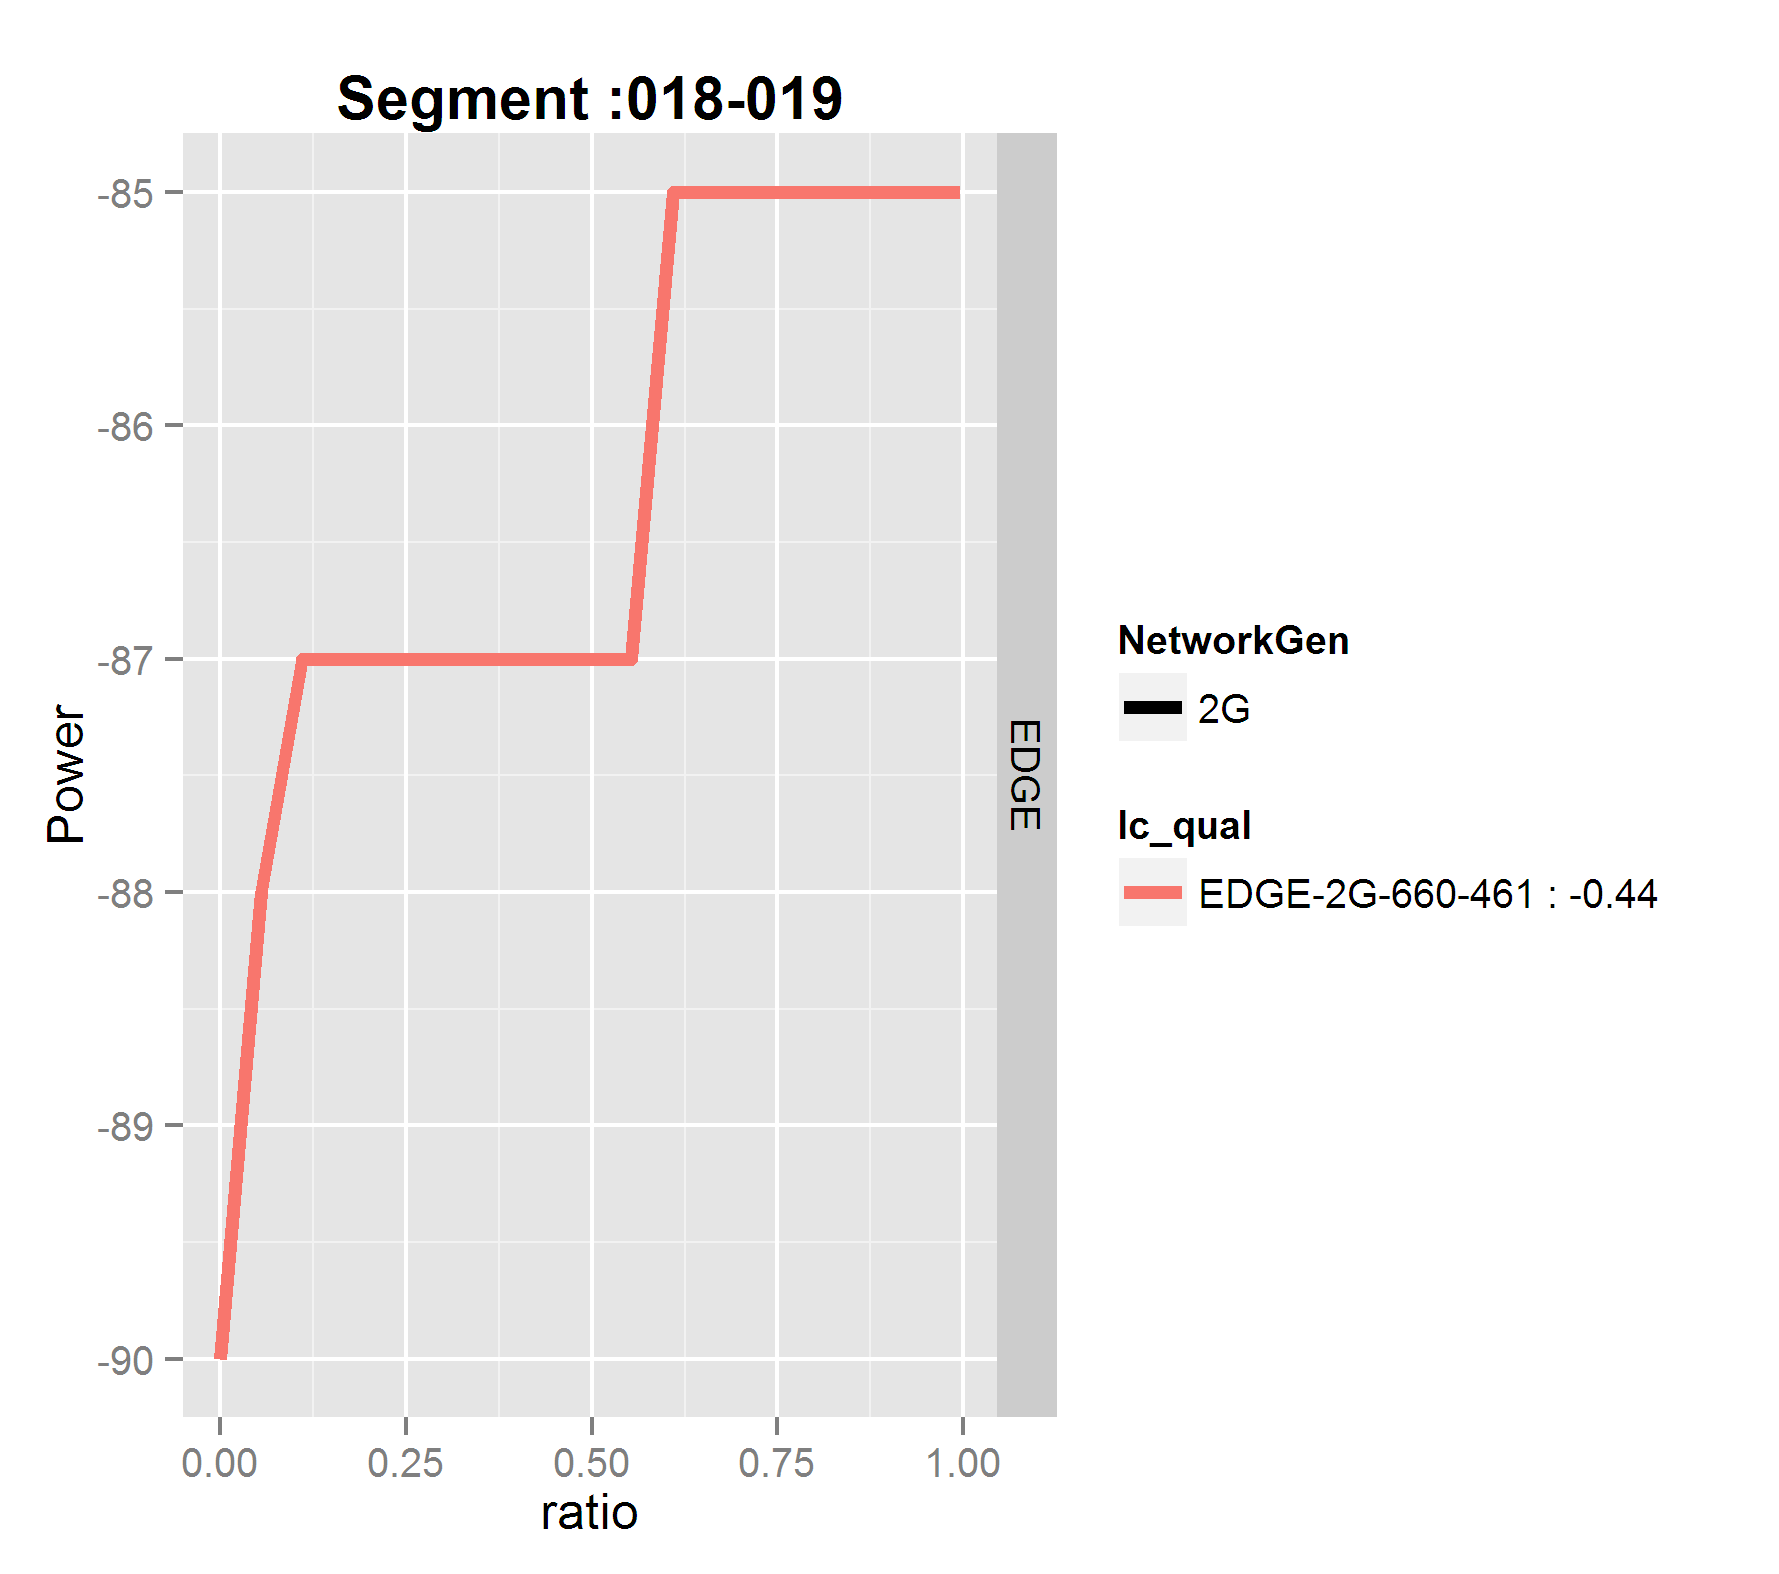 Segment :018-019
-85
-86
-87
-88
-89
-90
Power
0.00 0.25 0.50 0.75 1.00
ratio
EDGE
NetworkGen
2G
lc_qual
EDGE-2G-660-461 : -0.44